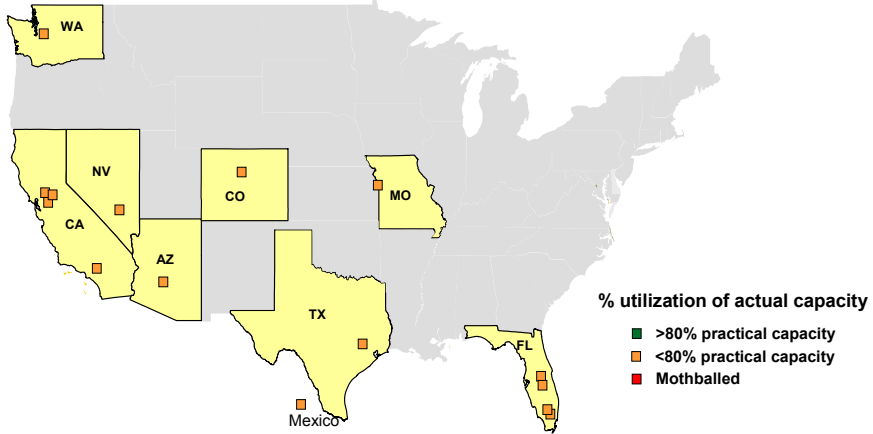 WA
NV
CO
MO
CA
AZ
TX
FL
Mexico
% utilization of actual capacity
>80% practical capacity
<80% practical capacity
Mothballed